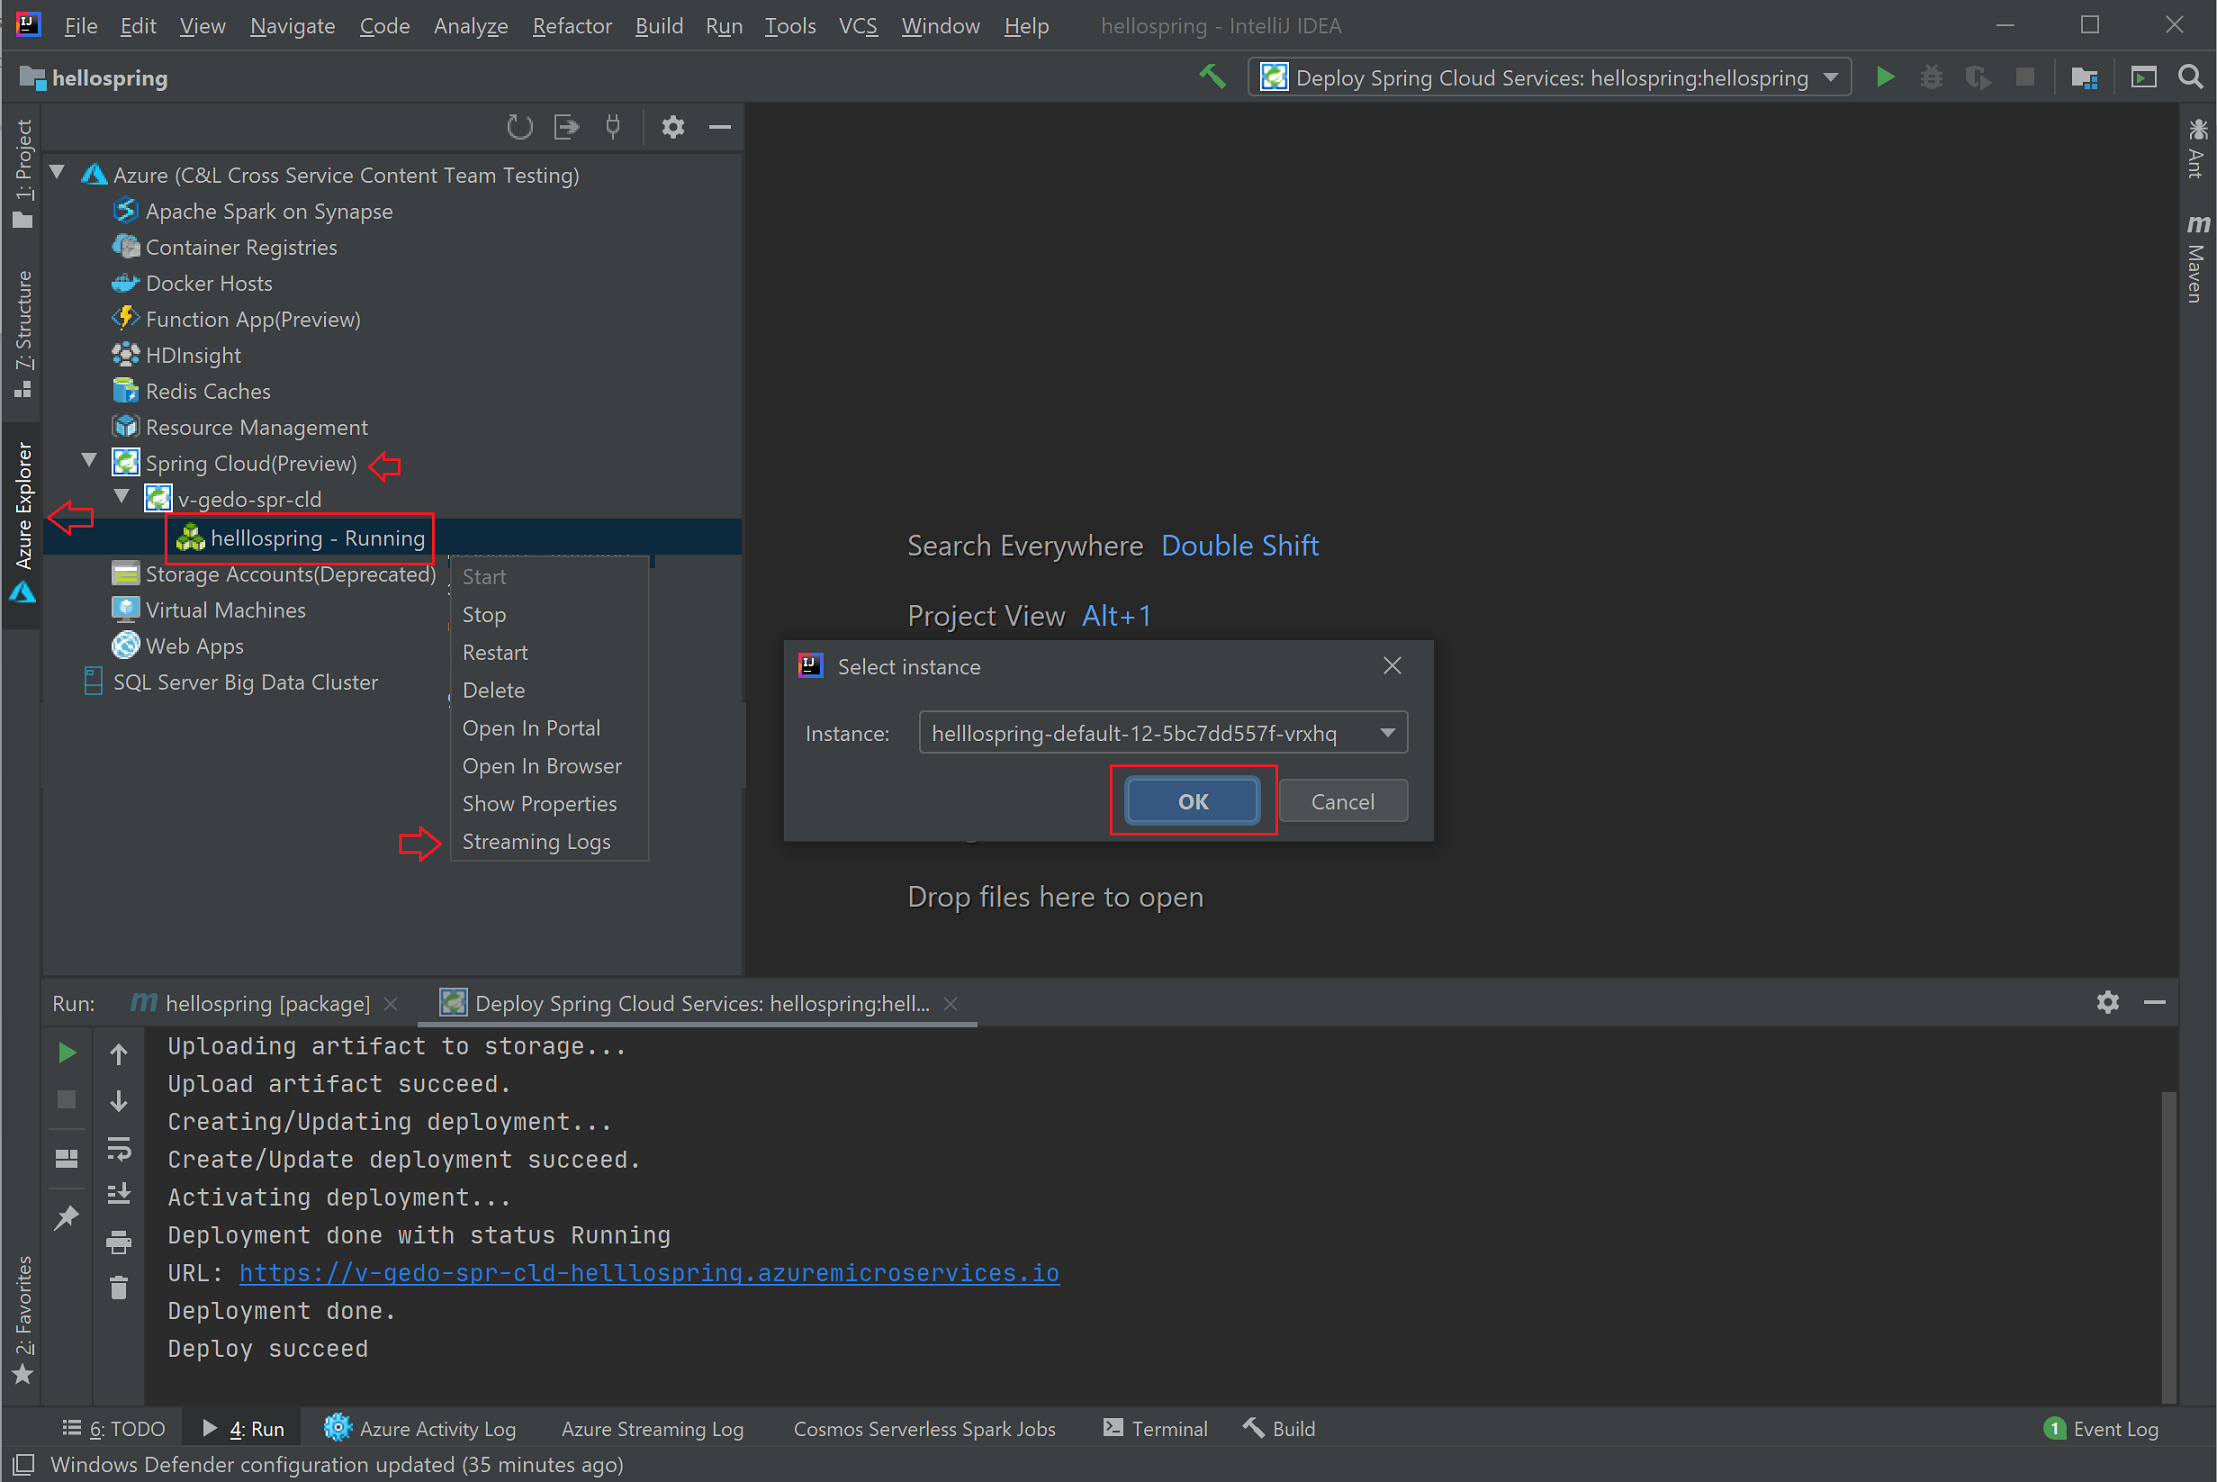 File Edit View Navigate Code Analyze Refactor Build Run Tools VCS Window Help hellospring - IntelliJ IDEA
hellospring
Deploy Spring Cloud Services: hellospring:hellospring
1: Project
7: Structure
Azure Explorer
2: Favorites
Ant
Maven
Azure (C&L Cross Service Content Team Testing)
Apache Spark on Synapse
Container Registries
Docker Hosts
Function App(Preview)
HDInsight
Redis Caches
Resource Management
Spring Cloud(Preview)
v-gedo-spr-cld
helllospring - Running
Storage Accounts(Deprecated)
Virtual Machines
Web Apps
SQL Server Big Data Cluster
Start
Stop
Restart
Delete
Open In Portal
Open In Browser
Show Properties
Streaming Logs
Search Everywhere Double Shift
Project View Alt+1
Select instance
Instance: helllospring-default-12-5bc7dd557f-vrxhq
OK Cancel
Drop files here to open
Run: hellospring [package] Deploy Spring Cloud Services: hellospring:hell...
Uploading artifact to storage...
Upload artifact succeed.
Creating/Updating deployment...
Create/Update deployment succeed.
Activating deployment...
Deployment done with status Running
URL: https://v-gedo-spr-cld-helllospring.azuremicroservices.io
Deployment done.
Deploy succeed
6: TODO 4: Run Azure Activity Log Azure Streaming Log Cosmos Serverless Spark Jobs Terminal Build 1 Event Log
Windows Defender configuration updated (35 minutes ago)